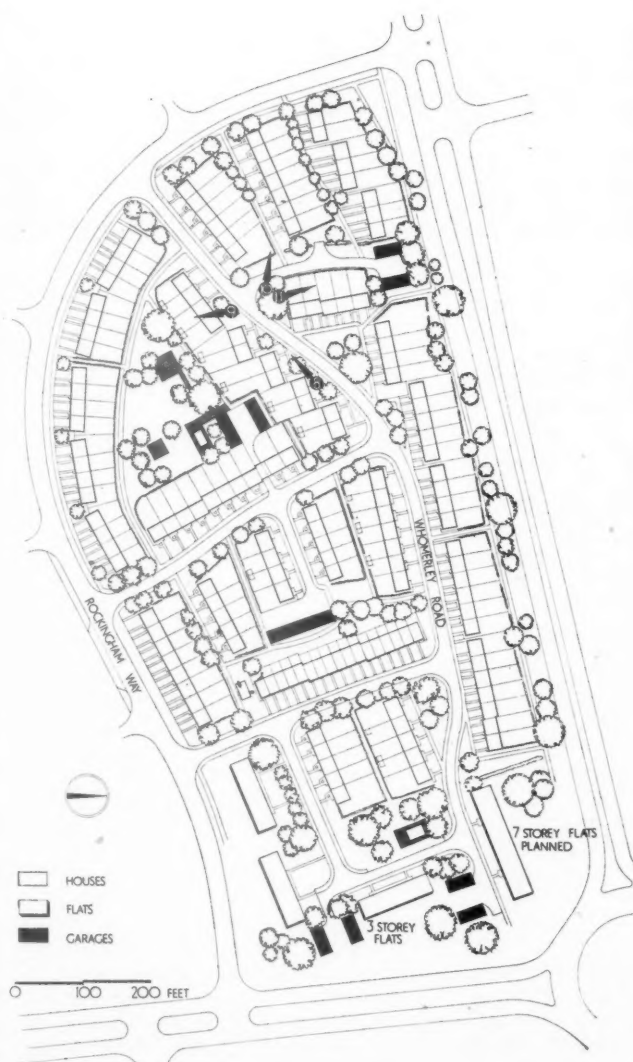 WHOMERLEY ROAD
ROCKINGHAM WAY
7 STOREY FLATS
PLANNED
HOUSES
FLATS
GARAGES
3 STOREY
FLATS
0 100 200 FEET